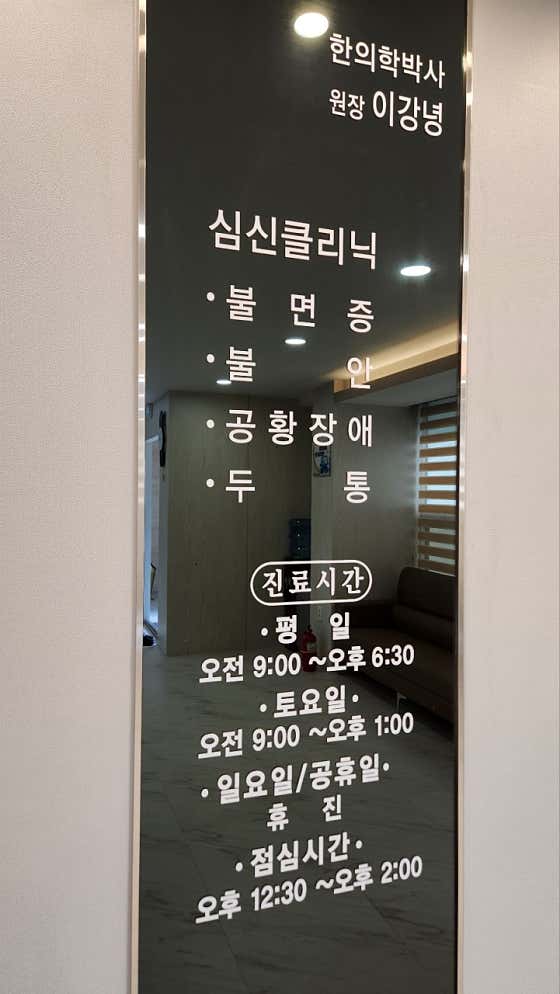 한의학박사
원장 이강녕
심신클리닉
• 불 면 증
• 불 안
• 공황장애
• 두 통
진료시간
• 평 일
오전 9:00 ~오후 6:30
• 토요일 •
오전 9:00 ~오후 1:00
• 일요일/공휴일 •
휴 진
• 점심시간 •
오후 12:30 ~오후 2:00